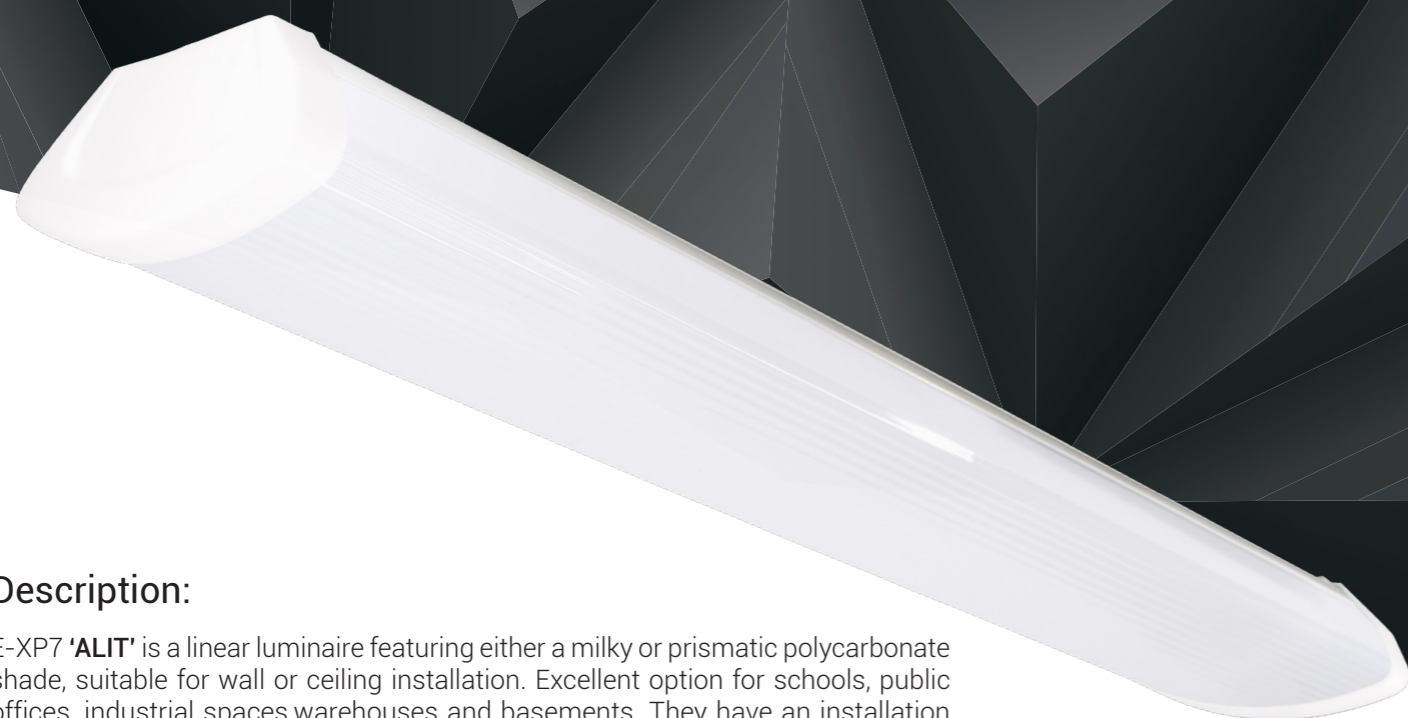 Description:
E-XP7 ‘ALIT’ is a linear luminaire featuring either a milky or prismatic polycarbonate
shade, suitable for wall or ceiling installation. Excellent option for schools, public
offices, industrial spaces,warehouses and basements. They have an installation